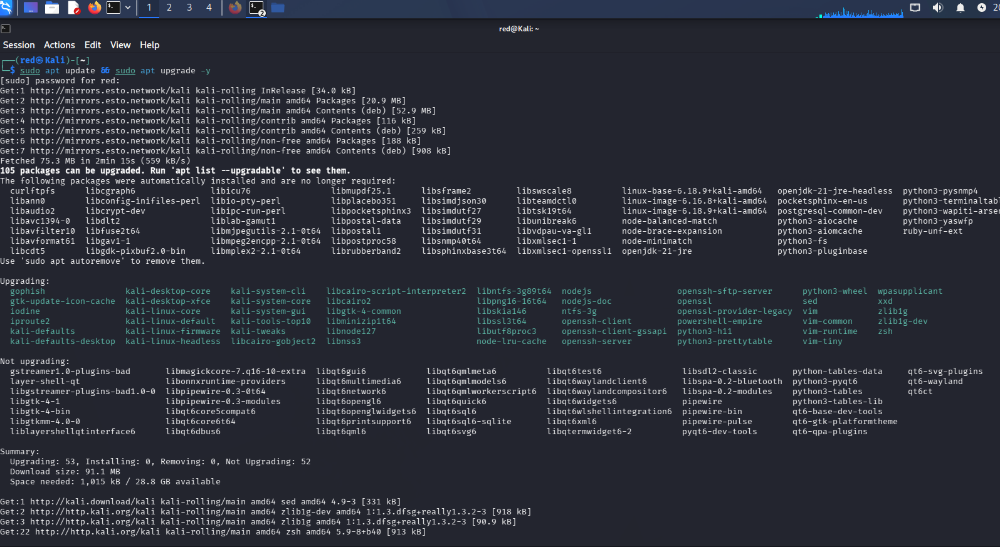 1 2 3 4 2 20
red@Kali: ~
Session Actions Edit View Help
┌──(red㉿Kali)-[~]
└─$ sudo apt update && sudo apt upgrade -y
[sudo] password for red:
Get:1 http://mirrors.esto.network/kali kali-rolling InRelease [34.0 kB]
Get:2 http://mirrors.esto.network/kali kali-rolling/main amd64 Packages [20.9 MB]
Get:3 http://mirrors.esto.network/kali kali-rolling/main amd64 Contents (deb) [52.9 MB]
Get:4 http://mirrors.esto.network/kali kali-rolling/contrib amd64 Packages [116 kB]
Get:5 http://mirrors.esto.network/kali kali-rolling/contrib amd64 Contents (deb) [259 kB]
Get:6 http://mirrors.esto.network/kali kali-rolling/non-free amd64 Packages [188 kB]
Get:7 http://mirrors.esto.network/kali kali-rolling/non-free amd64 Contents (deb) [908 kB]
Fetched 75.3 MB in 2min 15s (559 kB/s)
105 packages can be upgraded. Run 'apt list --upgradable' to see them.
The following packages were automatically installed and are no longer required:
curlftpfs libcgraph6 libicu76 libmupdf25.1 libsframe2 libswscale8 linux-base-6.18.9+kali-amd64 openjdk-21-jre-headless python3-pysnmp4
libann0 libconfig-inifiles-perl libio-pty-perl libplacebo351 libsimdjson30 libteamdctl0 linux-image-6.16.8+kali-amd64 pocketsphinx-en-us python3-terminaltab
libaudio2 libcrypt-dev libipc-run-perl libpocketsphinx3 libsimdutf27 libtsk19t64 linux-image-6.18.9+kali-amd64 postgresql-common-dev python3-wapiti-arsen
libavc1394-0 libdlt2 liblab-gamut1 libpostal-data libsimdutf29 libunibreak6 node-balanced-match python3-aiocache python3-yaswfp
libavfilter10 libfuse2t64 libmjpegutils-2.1-0t64 libpostal1 libsimdutf31 libvdpau-va-gl1 node-brace-expansion python3-aiomcache ruby-unf-ext
libavformat61 libgav1-1 libmpeg2encpp-2.1-0t64 libpostproc58 libsnmp40t64 libxmlsec1-1 node-minimatch python3-fs
libcdt5 libgdk-pixbuf2.0-bin libmplex2-2.1-0t64 librubberband2 libsphinxbase3t64 libxmlsec1-openssl1 openjdk-21-jre python3-pluginbase
Use 'sudo apt autoremove' to remove them.
Upgrading:
gophish kali-desktop-core kali-system-cli libcairo-script-interpreter2 libntfs-3g89t64 nodejs openssh-sftp-server python3-wheel wpasupplicant
gtk-update-icon-cache kali-desktop-xfce kali-system-core libcairo2 libpng16-16t64 nodejs-doc openssl sed xxd
iodine kali-linux-core kali-system-gui libgtk-4-common libskia146 ntfs-3g openssl-provider-legacy vim zlib1g
iproute2 kali-linux-default kali-tools-top10 libminizip1t64 libssl3t64 openssh-client powershell-empire vim-common zlib1g-dev
kali-defaults kali-linux-firmware kali-tweaks libnode127 libutf8proc3 openssh-client-gssapi python3-h11 vim-runtime zsh
kali-defaults-desktop kali-linux-headless libcairo-gobject2 libnss3 node-lru-cache openssh-server python3-prettytable vim-tiny
Not upgrading:
gstreamer1.0-plugins-bad libmagickcore-7.q16-10-extra libqt6gui6 libqt6qmlmeta6 libqt6test6 libsdl2-classic python-tables-data qt6-svg-plugins
layer-shell-qt libonnxruntime-providers libqt6multimedia6 libqt6qmlmodels6 libqt6waylandclient6 libspa-0.2-bluetooth python3-pyqt6 qt6-wayland
libgstreamer-plugins-bad1.0-0 libpipewire-0.3-0t64 libqt6network6 libqt6qmlworkerscript6 libqt6waylandcompositor6 libspa-0.2-modules python3-tables qt6ct
libgtk-4-1 libpipewire-0.3-modules libqt6opengl6 libqt6quick6 libqt6widgets6 pipewire python3-tables-lib
libgtk-4-bin libqt6core5compat6 libqt6openglwidgets6 libqt6sql6 libqt6wlshellintegration6 pipewire-bin qt6-base-dev-tools
libgtkmm-4.0-0 libqt6core6t64 libqt6printsupport6 libqt6sql6-sqlite libqt6xml6 pipewire-pulse qt6-gtk-platformtheme
liblayershellqtinterface6 libqt6dbus6 libqt6qml6 libqt6svg6 libqtermwidget6-2 pyqt6-dev-tools qt6-qpa-plugins
Summary:
Upgrading: 53, Installing: 0, Removing: 0, Not Upgrading: 52
Download size: 91.1 MB
Space needed: 1,015 kB / 28.8 GB available
Get:1 http://kali.download/kali kali-rolling/main amd64 sed amd64 4.9-3 [331 kB]
Get:2 http://http.kali.org/kali kali-rolling/main amd64 zlib1g-dev amd64 1:1.3.dfsg+really1.3.2-3 [918 kB]
Get:3 http://http.kali.org/kali kali-rolling/main amd64 zlib1g amd64 1:1.3.dfsg+really1.3.2-3 [90.9 kB]
Get:22 http://http.kali.org/kali kali-rolling/main amd64 zsh amd64 5.9-8+b40 [913 kB]